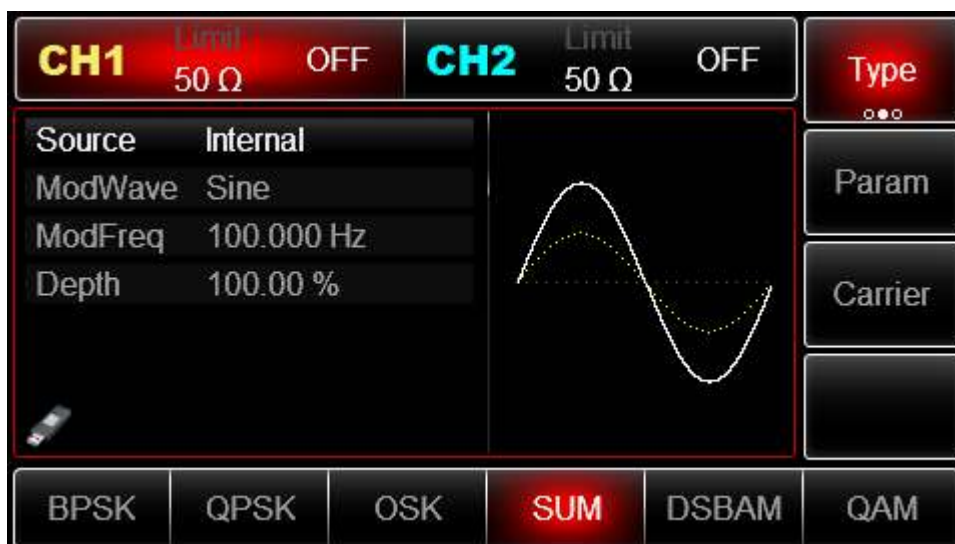 CH1 Limit 50 Ω OFF
CH2 Limit 50 Ω OFF
Type
Source Internal
ModWave Sine
ModFreq 100.000 Hz
Depth 100.00 %
Param
Carrier
BPSK QPSK OSK SUM DSBAM QAM